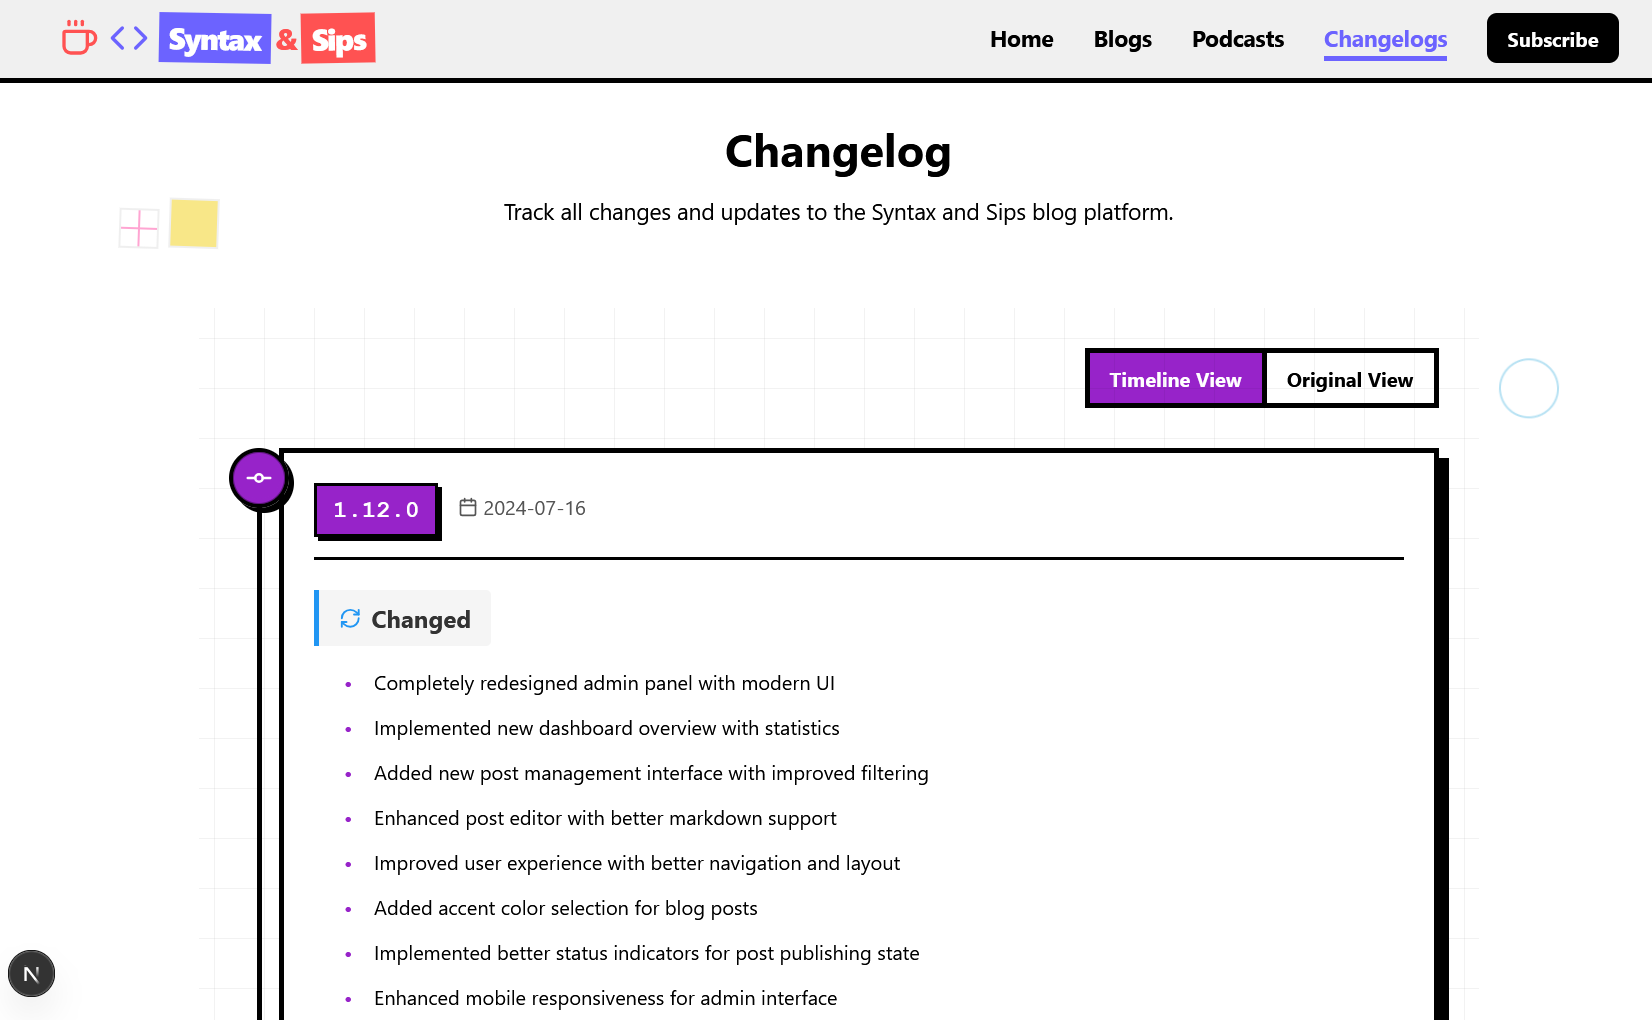 Syntax & Sips
Home
Blogs
Podcasts
Changelogs
Subscribe
Changelog
Track all changes and updates to the Syntax and Sips blog platform.
Timeline View
Original View
1.12.0
2024-07-16
Changed
• Completely redesigned admin panel with modern UI
• Implemented new dashboard overview with statistics
• Added new post management interface with improved filtering
• Enhanced post editor with better markdown support
• Improved user experience with better navigation and layout
• Added accent color selection for blog posts
• Implemented better status indicators for post publishing state
• Enhanced mobile responsiveness for admin interface
N